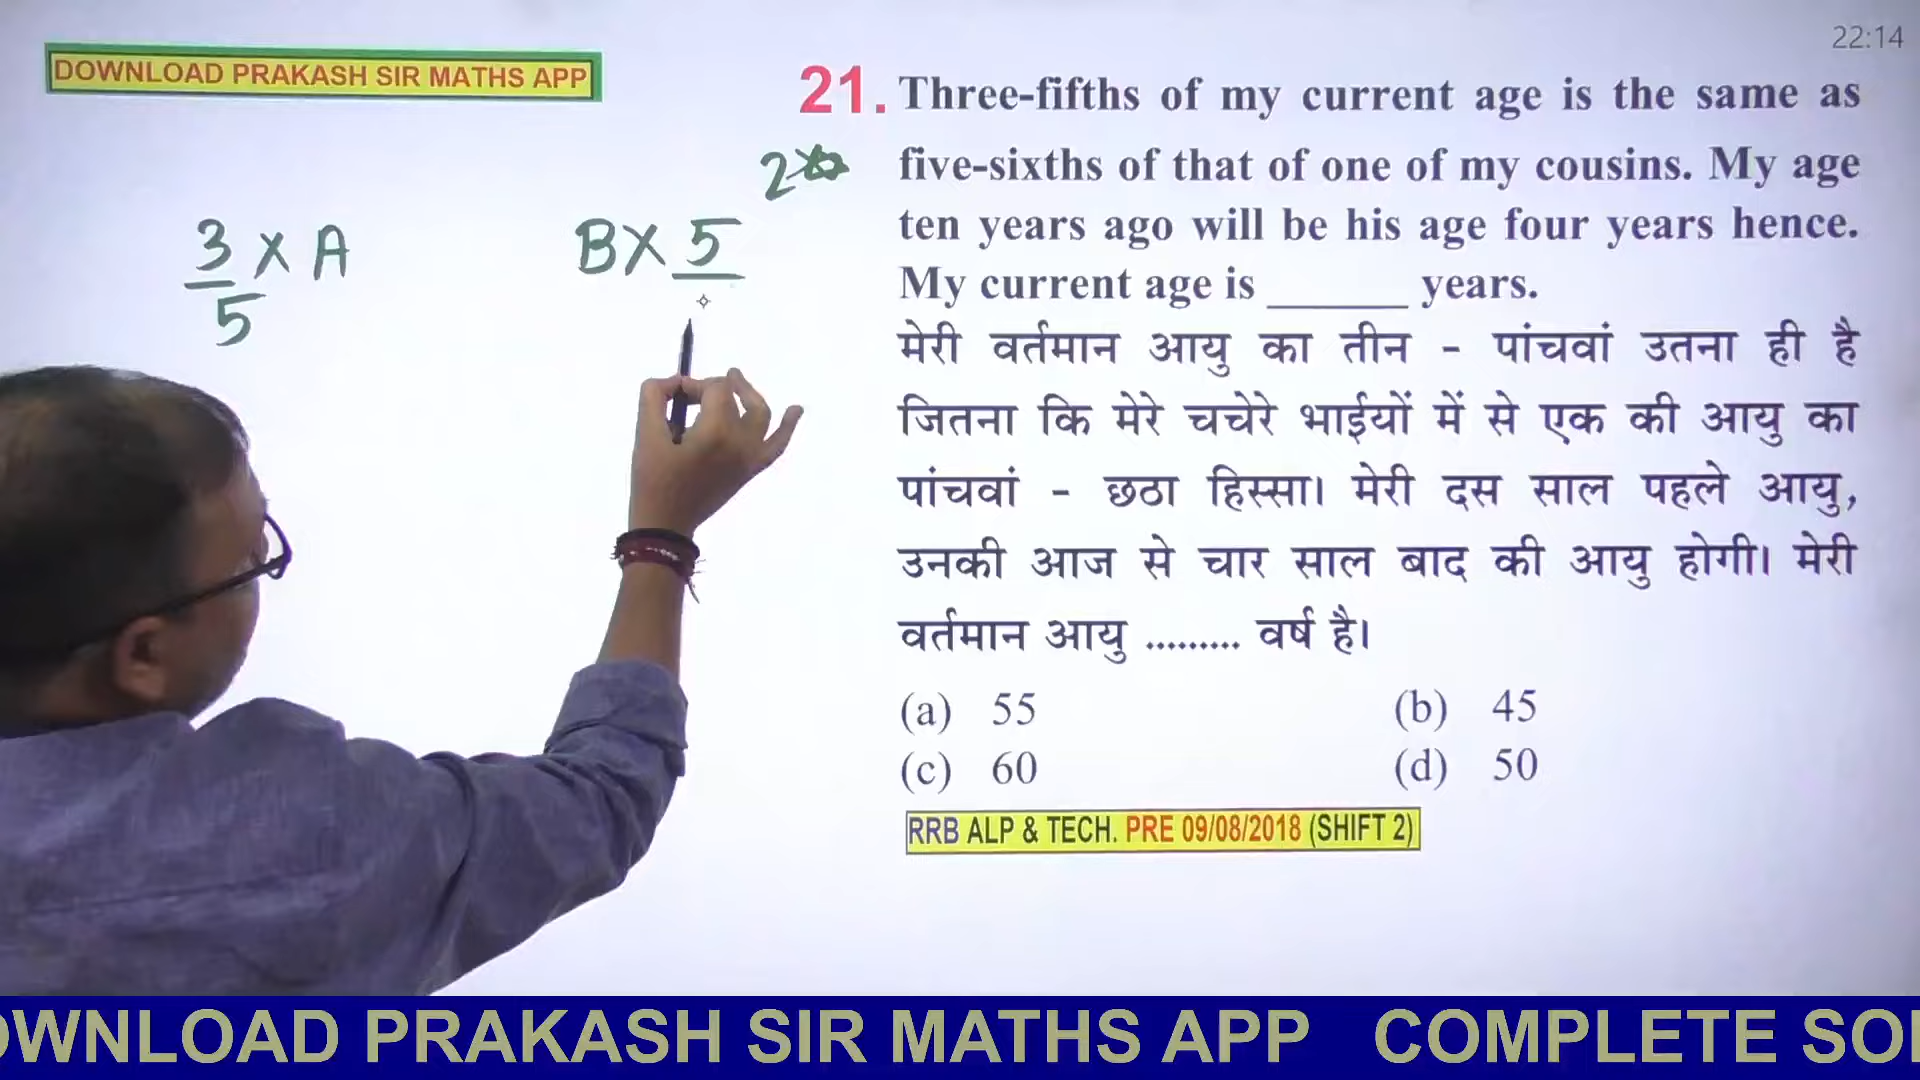 22:14
DOWNLOAD PRAKASH SIR MATHS APP
21. Three-fifths of my current age is the same as
five-sixths of that of one of my cousins. My age
ten years ago will be his age four years hence.
My current age is ______ years.
मेरी वर्तमान आयु का तीन - पांचवां उतना ही है
जितना कि मेरे चचेरे भाईयों में से एक की आयु का
पांचवां - छठा हिस्सा। मेरी दस साल पहले आयु,
उनकी आज से चार साल बाद की आयु होगी। मेरी
वर्तमान आयु ......... वर्ष है।
(a) 55 (b) 45
(c) 60 (d) 50
RRB ALP & TECH. PRE 09/08/2018 (SHIFT 2)
2
3/5 × A B × 5
OWNLOAD PRAKASH SIR MATHS APP COMPLETE SO